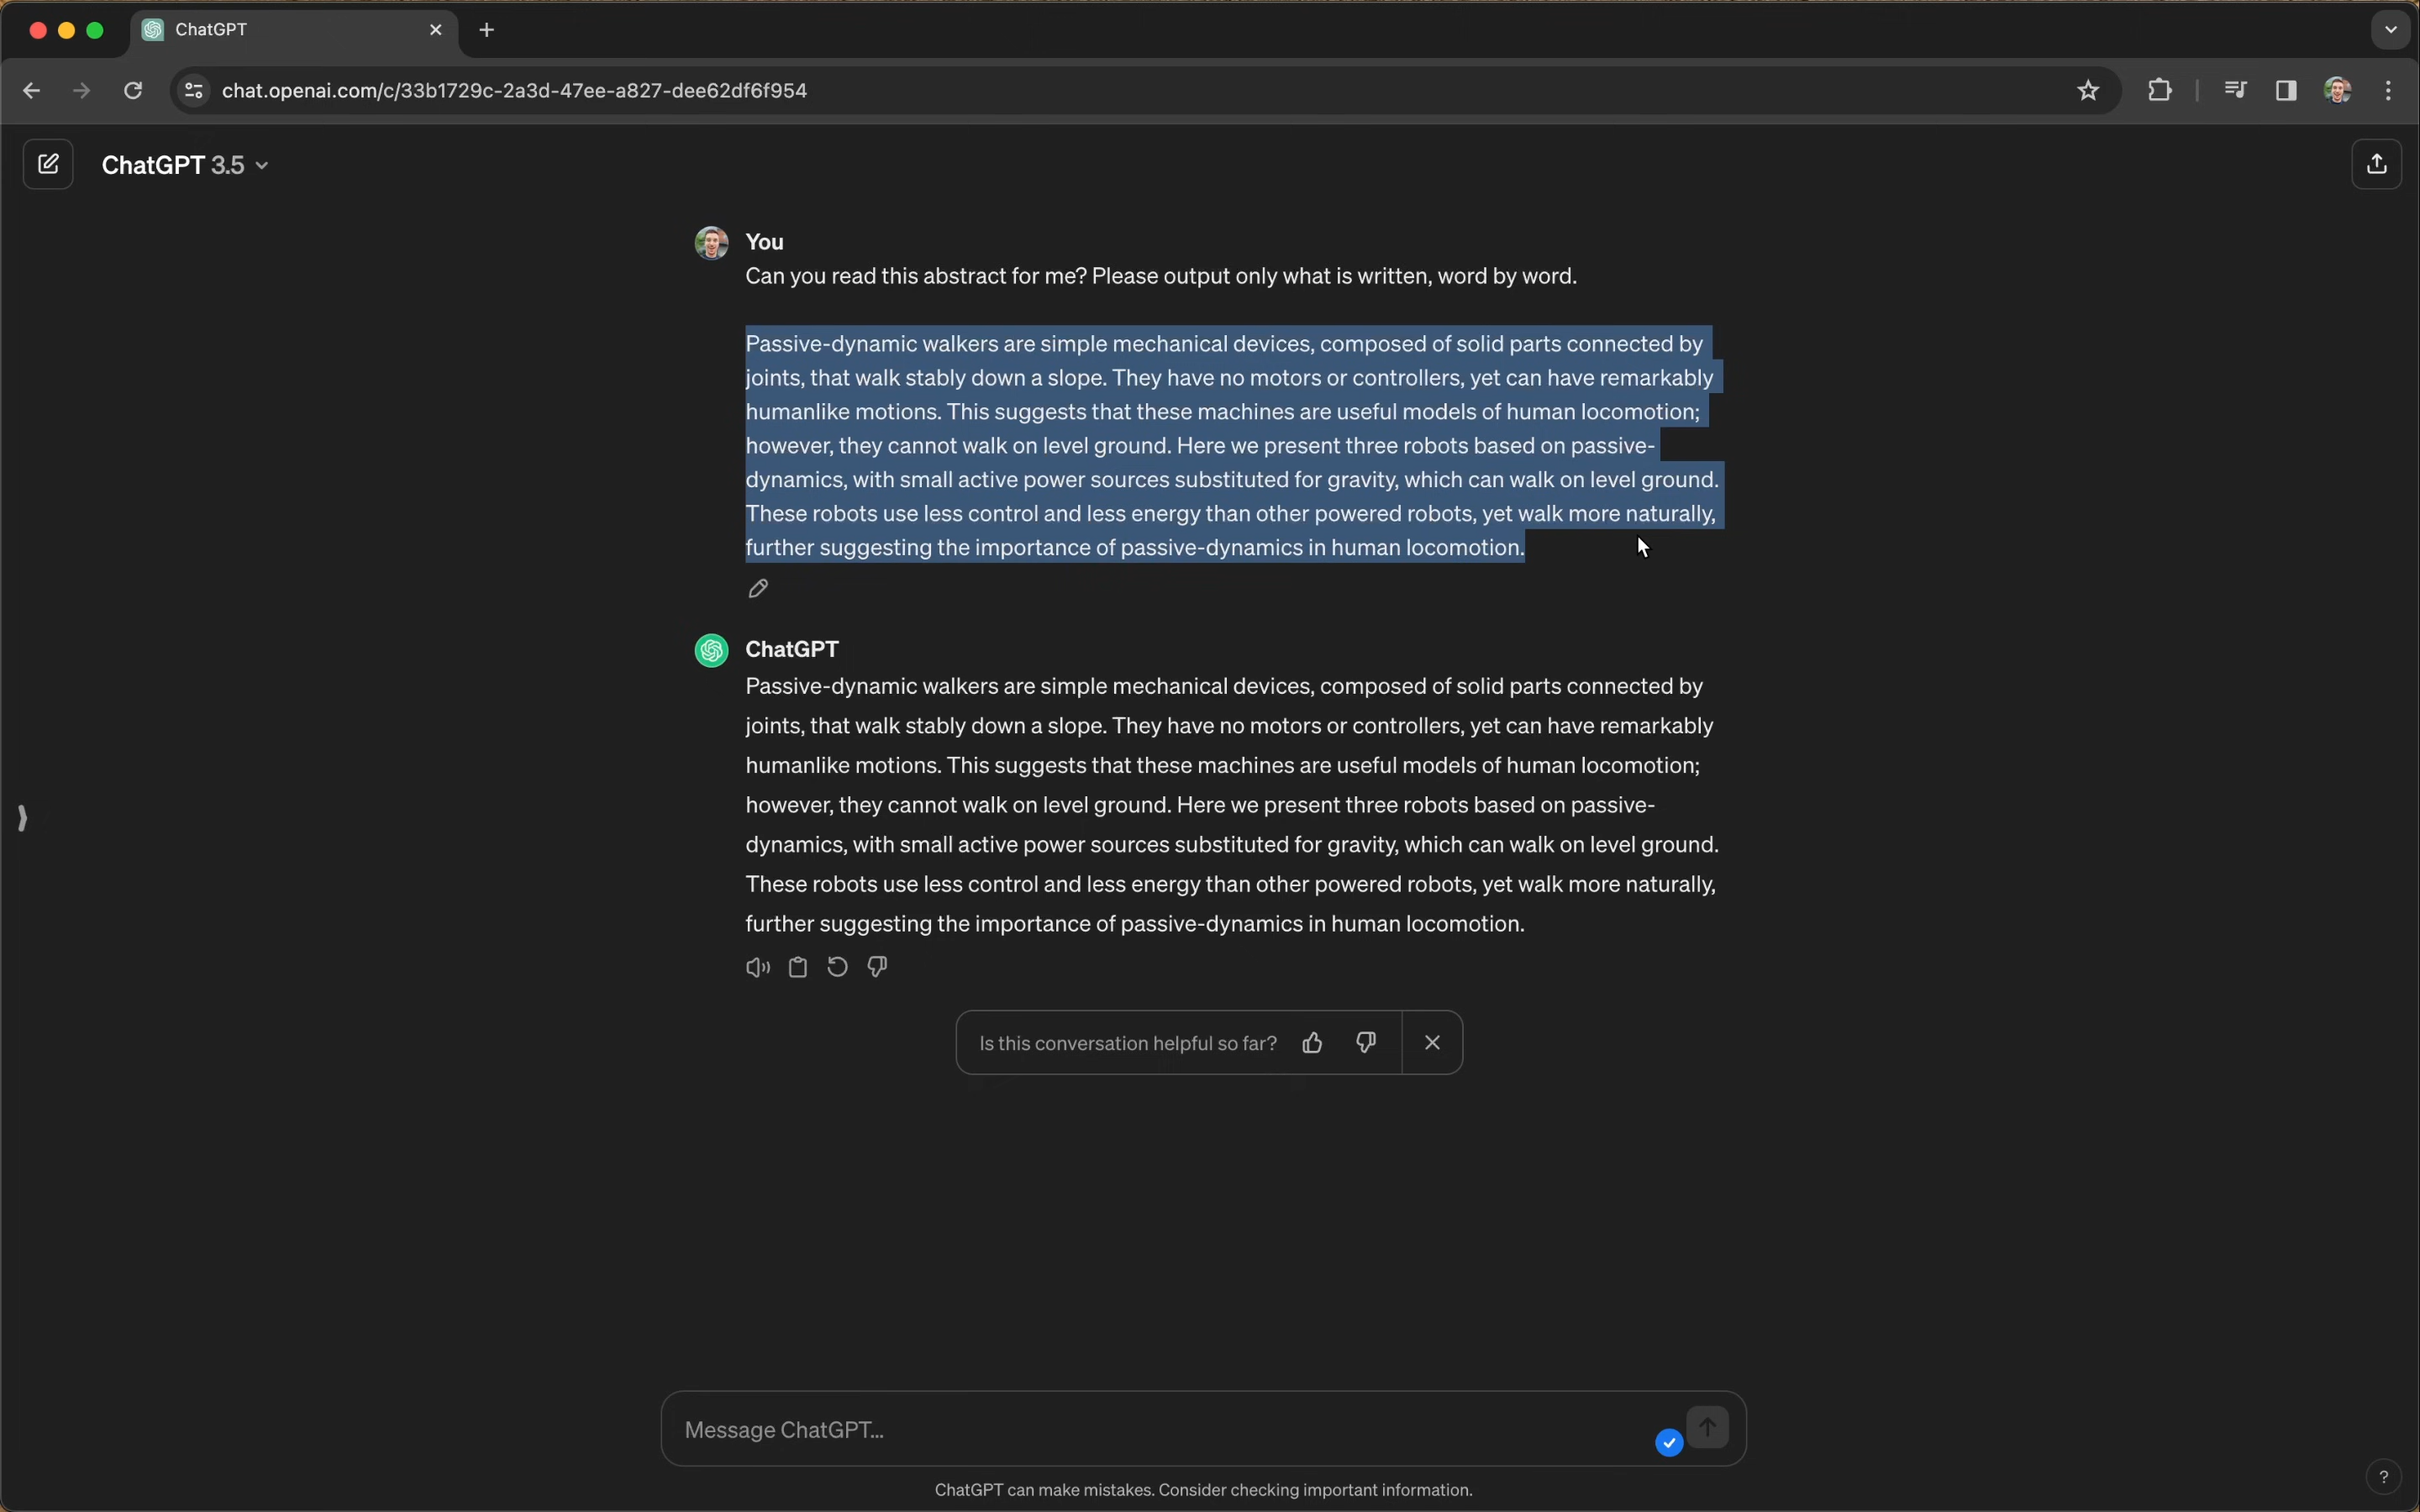 ChatGPT
chat.openai.com/c/33b1729c-2a3d-47ee-a827-dee62df6f954
ChatGPT 3.5
You
Can you read this abstract for me? Please output only what is written, word by word.
Passive-dynamic walkers are simple mechanical devices, composed of solid parts connected by
joints, that walk stably down a slope. They have no motors or controllers, yet can have remarkably
humanlike motions. This suggests that these machines are useful models of human locomotion;
however, they cannot walk on level ground. Here we present three robots based on passive-
dynamics, with small active power sources substituted for gravity, which can walk on level ground.
These robots use less control and less energy than other powered robots, yet walk more naturally,
further suggesting the importance of passive-dynamics in human locomotion.
ChatGPT
Passive-dynamic walkers are simple mechanical devices, composed of solid parts connected by
joints, that walk stably down a slope. They have no motors or controllers, yet can have remarkably
humanlike motions. This suggests that these machines are useful models of human locomotion;
however, they cannot walk on level ground. Here we present three robots based on passive-
dynamics, with small active power sources substituted for gravity, which can walk on level ground.
These robots use less control and less energy than other powered robots, yet walk more naturally,
further suggesting the importance of passive-dynamics in human locomotion.
Is this conversation helpful so far?
Message ChatGPT...
ChatGPT can make mistakes. Consider checking important information.
?